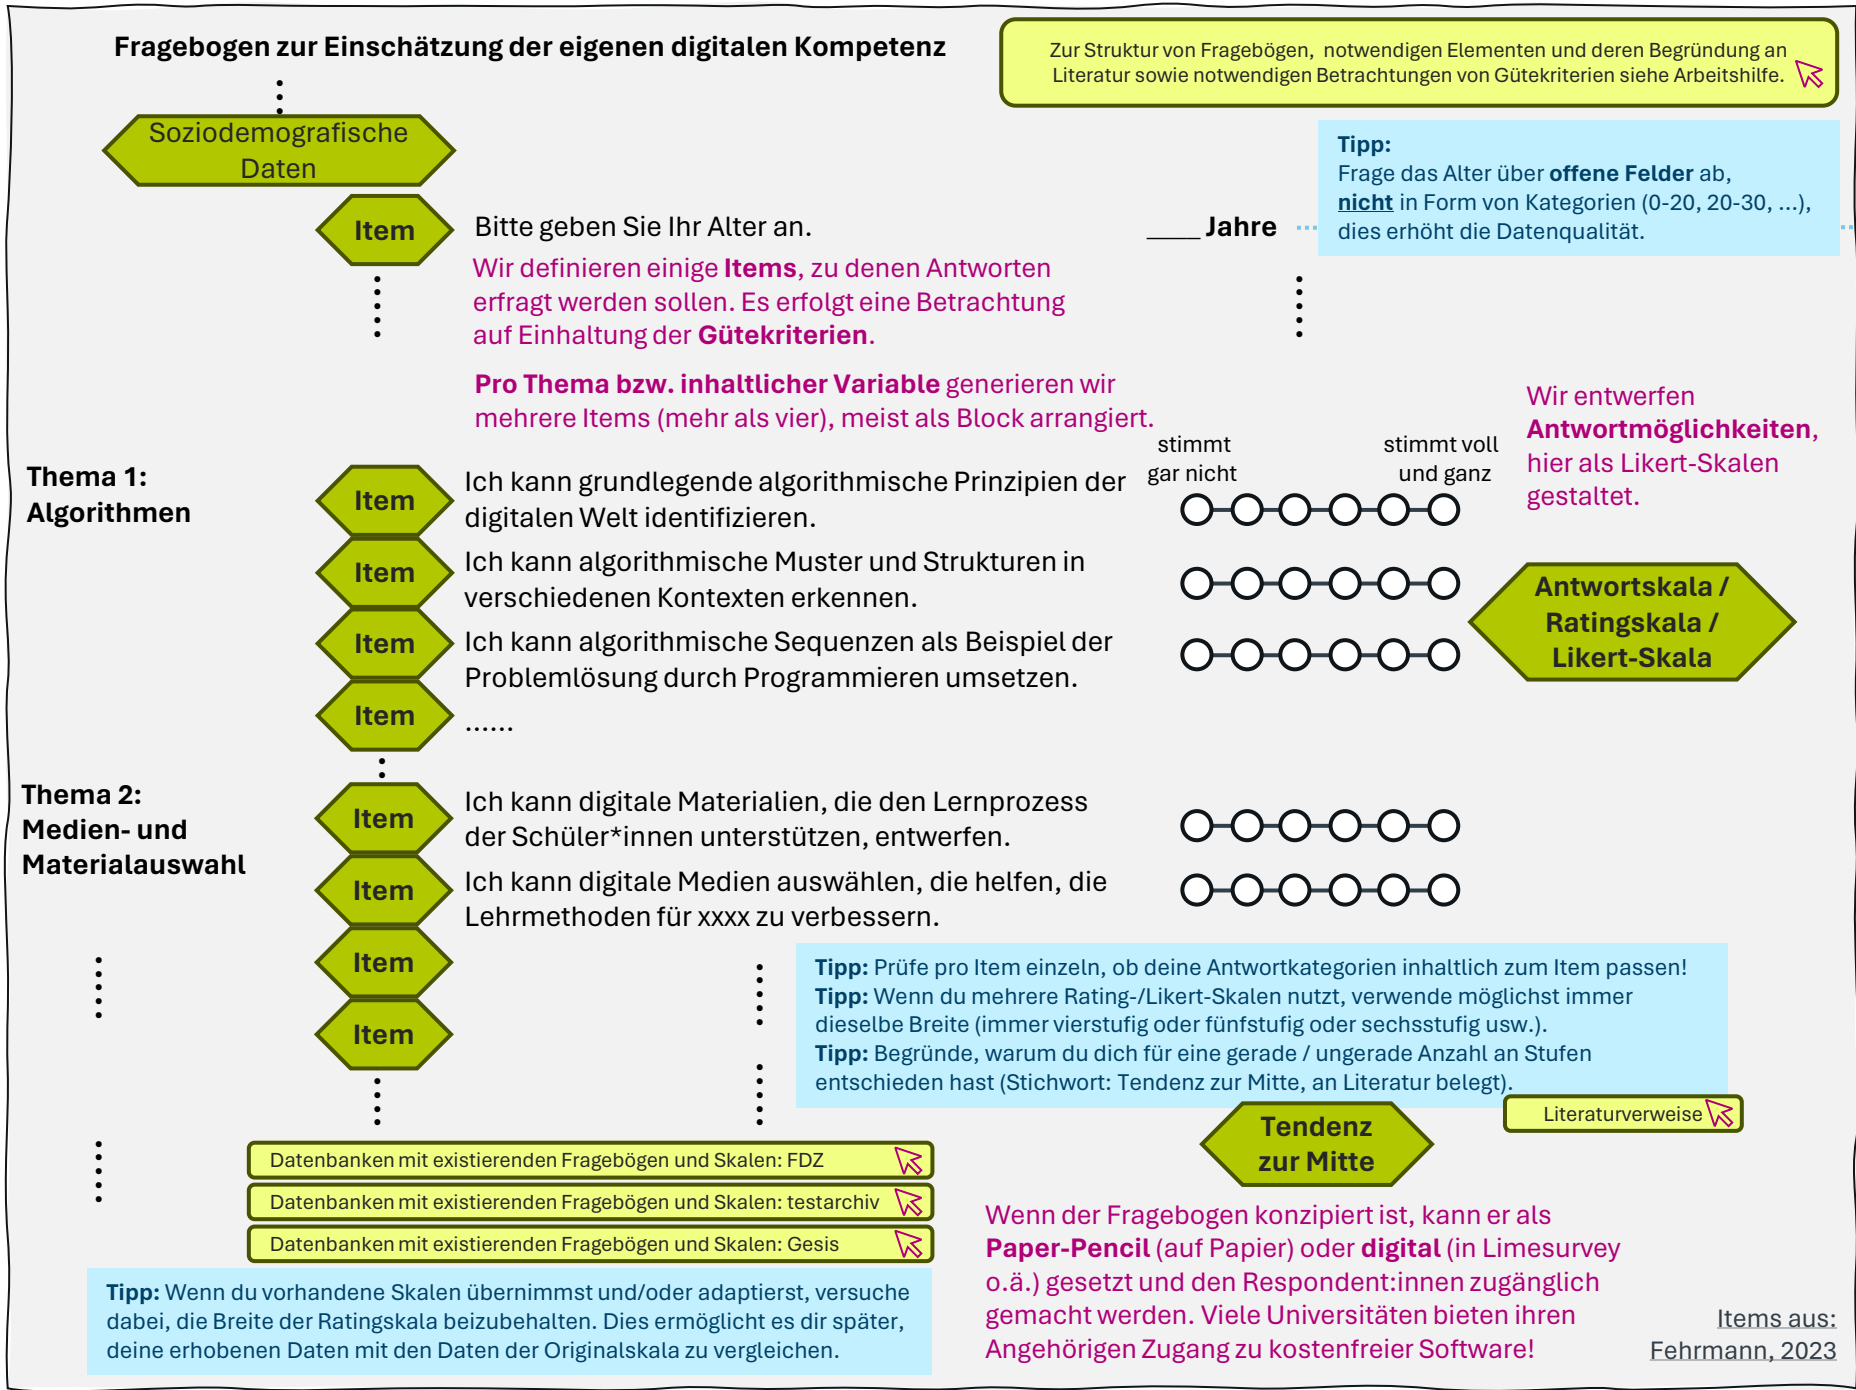 Fragebogen zur Einschätzung der eigenen digitalen Kompetenz
Zur Struktur von Fragebögen, notwendigen Elementen und deren Begründung an
Literatur sowie notwendigen Betrachtungen von Gütekriterien siehe Arbeitshilfe.
Soziodemografische
Daten
Tipp:
Frage das Alter über offene Felder ab,
nicht in Form von Kategorien (0-20, 20-30, ...),
dies erhöht die Datenqualität.
Item
Bitte geben Sie Ihr Alter an.
____ Jahre
Wir definieren einige Items, zu denen Antworten
erfragt werden sollen. Es erfolgt eine Betrachtung
auf Einhaltung der Gütekriterien.
Pro Thema bzw. inhaltlicher Variable generieren wir
mehrere Items (mehr als vier), meist als Block arrangiert.
Wir entwerfen
Antwortmöglichkeiten,
hier als Likert-Skalen
gestaltet.
stimmt
gar nicht
stimmt voll
und ganz
Thema 1:
Algorithmen
Item
Ich kann grundlegende algorithmische Prinzipien der
digitalen Welt identifizieren.
Item
Ich kann algorithmische Muster und Strukturen in
verschiedenen Kontexten erkennen.
Item
Ich kann algorithmische Sequenzen als Beispiel der
Problemlösung durch Programmieren umsetzen.
Item
......
Antwortskala /
Ratingskala /
Likert-Skala
Thema 2:
Medien- und
Materialauswahl
Item
Ich kann digitale Materialien, die den Lernprozess
der Schüler*innen unterstützen, entwerfen.
Item
Ich kann digitale Medien auswählen, die helfen, die
Lehrmethoden für xxxx zu verbessern.
Item
Item
Tipp: Prüfe pro Item einzeln, ob deine Antwortkategorien inhaltlich zum Item passen!
Tipp: Wenn du mehrere Rating-/Likert-Skalen nutzt, verwende möglichst immer
dieselbe Breite (immer vierstufig oder fünfstufig oder sechsstufig usw.).
Tipp: Begründe, warum du dich für eine gerade / ungerade Anzahl an Stufen
entschieden hast (Stichwort: Tendenz zur Mitte, an Literatur belegt).
Literaturverweise
Tendenz
zur Mitte
Datenbanken mit existierenden Fragebögen und Skalen: FDZ
Datenbanken mit existierenden Fragebögen und Skalen: testarchiv
Datenbanken mit existierenden Fragebögen und Skalen: Gesis
Tipp: Wenn du vorhandene Skalen übernimmst und/oder adaptierst, versuche
dabei, die Breite der Ratingskala beizubehalten. Dies ermöglicht es dir später,
deine erhobenen Daten mit den Daten der Originalskala zu vergleichen.
Wenn der Fragebogen konzipiert ist, kann er als
Paper-Pencil (auf Papier) oder digital (in Limesurvey
o.ä.) gesetzt und den Respondent:innen zugänglich
gemacht werden. Viele Universitäten bieten ihren
Angehörigen Zugang zu kostenfreier Software!
Items aus:
Fehrmann, 2023